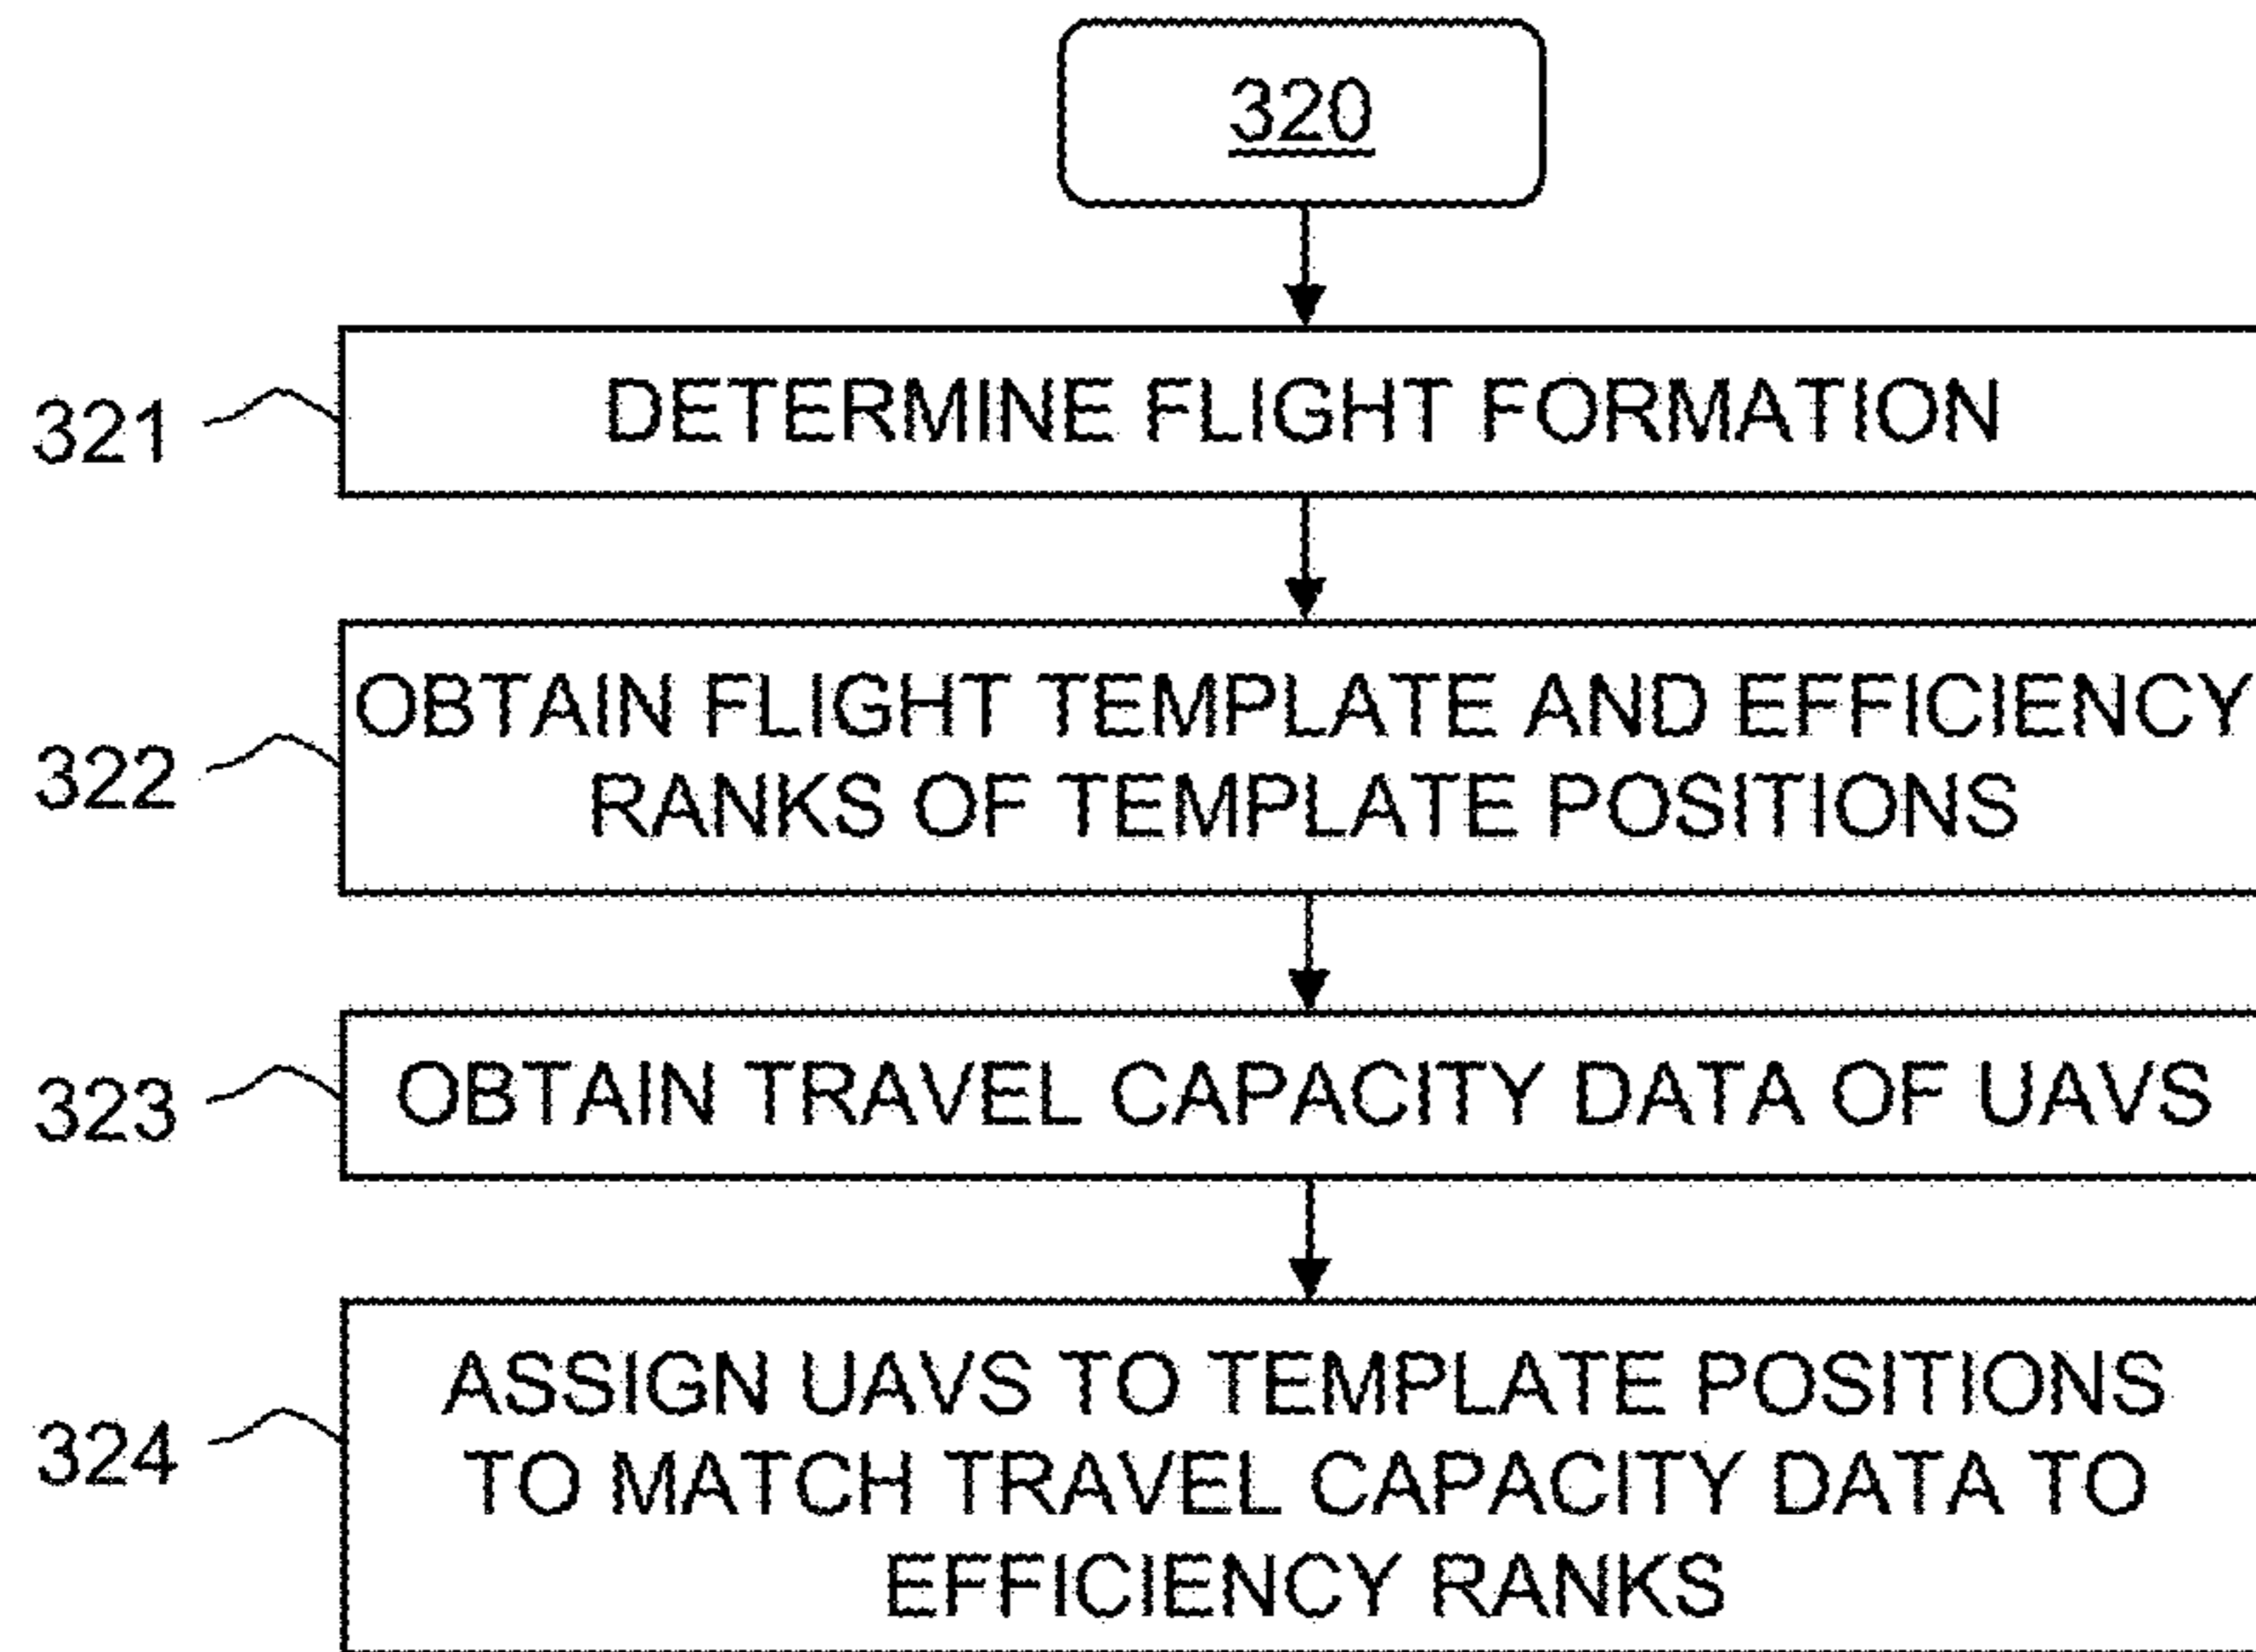 320
321
DETERMINE FLIGHT FORMATION
322
OBTAIN FLIGHT TEMPLATE AND EFFICIENCY
RANKS OF TEMPLATE POSITIONS
323
OBTAIN TRAVEL CAPACITY DATA OF UAVS
324
ASSIGN UAVS TO TEMPLATE POSITIONS
TO MATCH TRAVEL CAPACITY DATA TO
EFFICIENCY RANKS